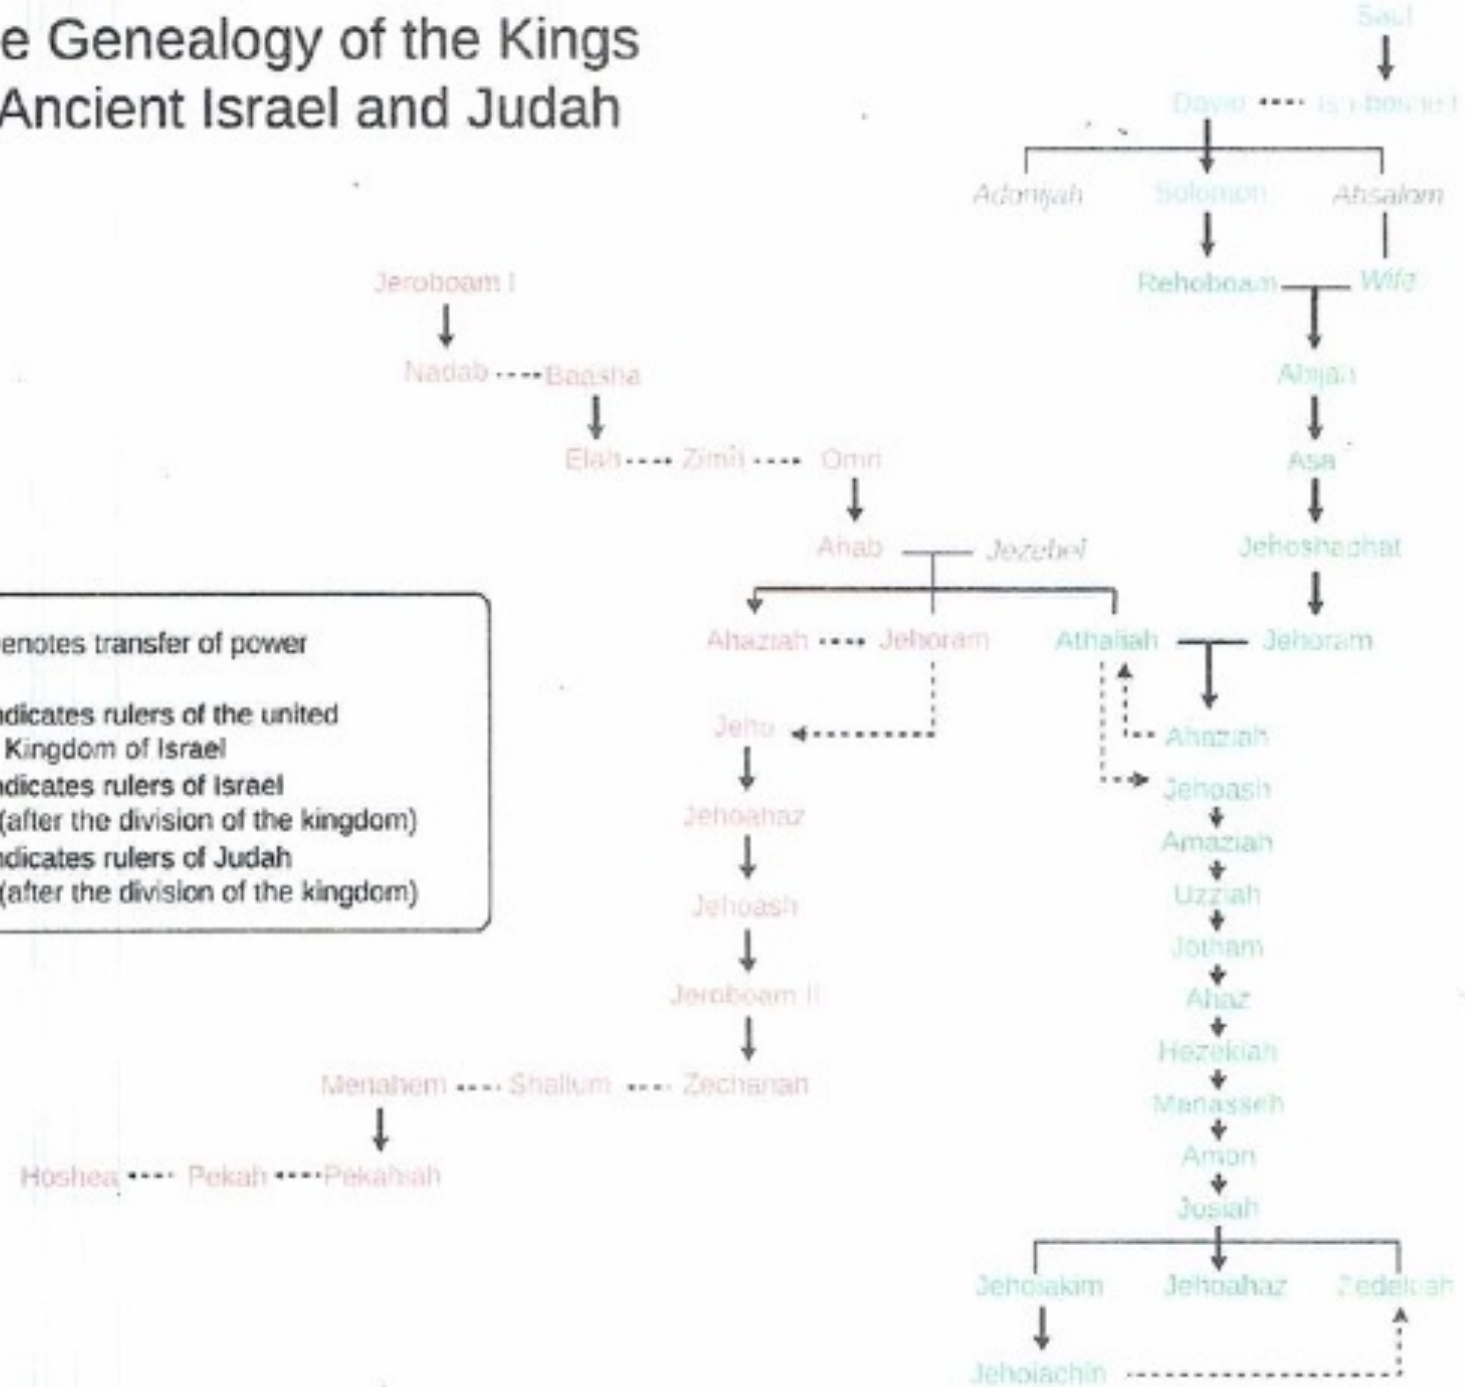 e Genealogy of the Kings
Ancient Israel and Judah
Saul
David
Adonijah Solomon Absalom
Jeroboam I Rehoboam Wife
Nadab Baasha Abijah
Elah Zimri Omri Asa
Ahab Jezebel Jehoshaphat
enotes transfer of power
Ahaziah Jehoram Athaliah Jehoram
ndicates rulers of the united
Kingdom of Israel
Jehu Ahaziah
ndicates rulers of Israel
(after the division of the kingdom)
Jehoahaz Jehoash
Amaziah
ndicates rulers of Judah
(after the division of the kingdom)
Jehoash Uzziah
Jotham
Jeroboam II Ahaz
Hezekiah
Menahem Shallum Zechariah
Manasseh
Amon
Hoshea Pekah Pekahiah
Josiah
Jehoiakim Jehoahaz Zedekiah
Jehoiachin